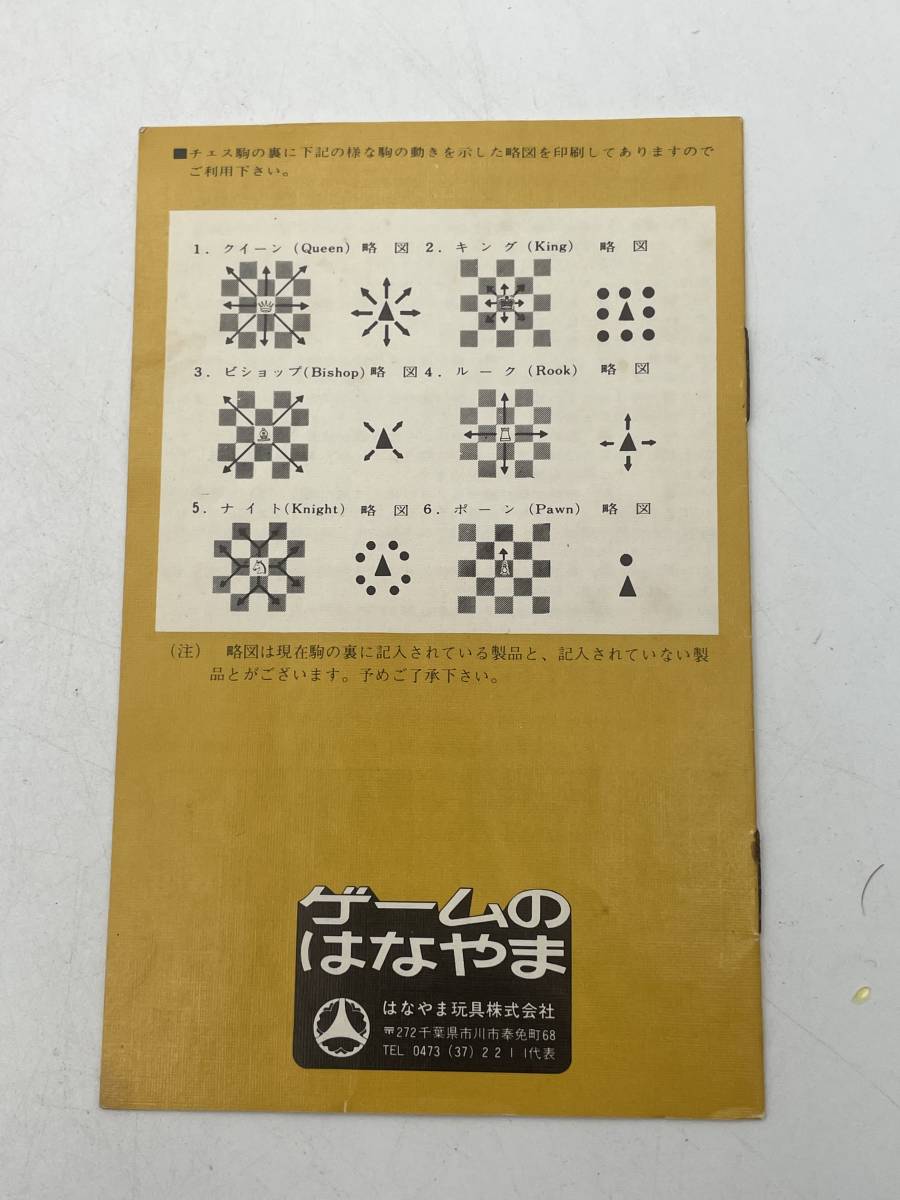 ■チェス駒の裏に下記の様な駒の動きを示した略図を印刷してありますので
ご利用下さい。
1. クイーン(Queen) 略図 2. キング(King) 略図
3. ビショップ(Bishop) 略図 4. ルーク(Rook) 略図
5. ナイト(Knight) 略図 6. ポーン(Pawn) 略図
(注) 略図は現在駒の裏に記入されている製品と、記入されていない製
品とがございます。予めご了承下さい。
ゲームの
はなやま
はなやま玩具株式会社
〒272千葉県市川市奉免町68
TEL 0473 (37) 2211代表